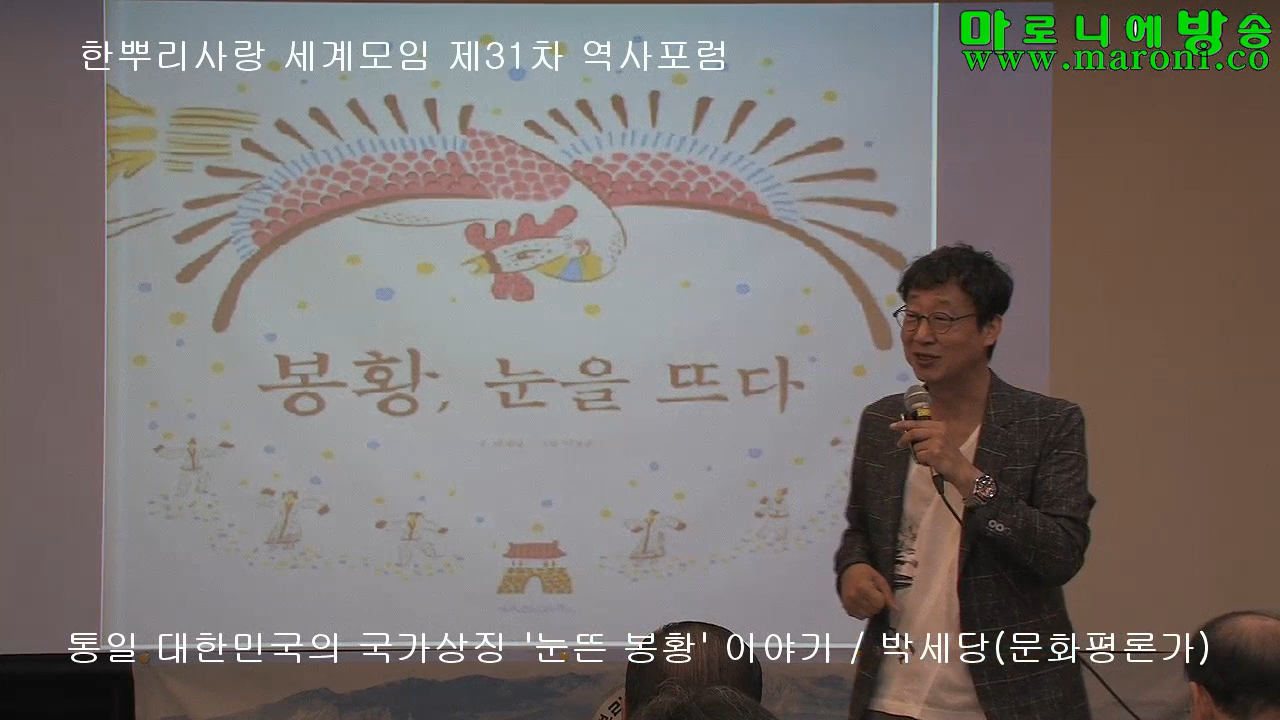 한뿌리사랑 세계모임 제31차 역사포럼
마로니에방송
www.maroni.co
봉황, 눈을 뜨다
통일 대한민국의 국가상징 '눈뜬 봉황' 이야기 / 박세당(문화평론가)